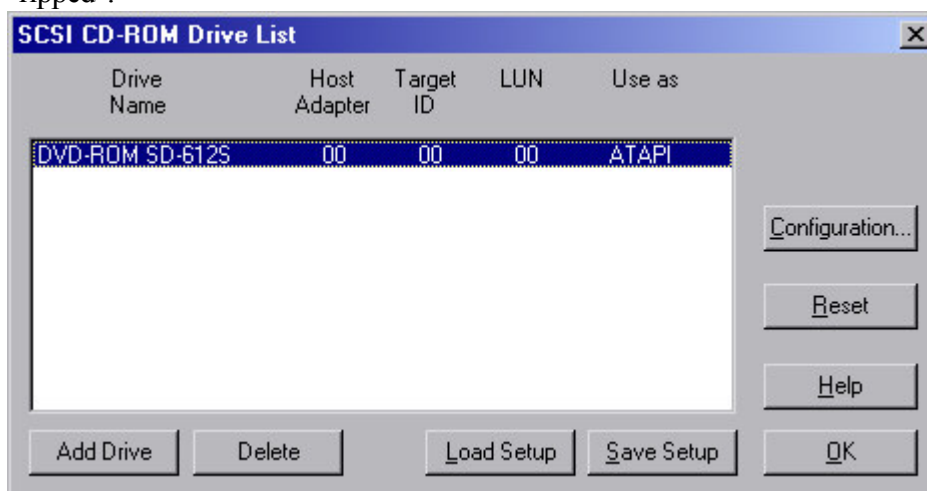 ripped".
SCSI CD-ROM Drive List
Drive Name Host Adapter Target ID LUN Use as
DVD-ROM SD-612S 00 00 00 ATAPI
Configuration...
Reset
Help
Add Drive Delete Load Setup Save Setup OK